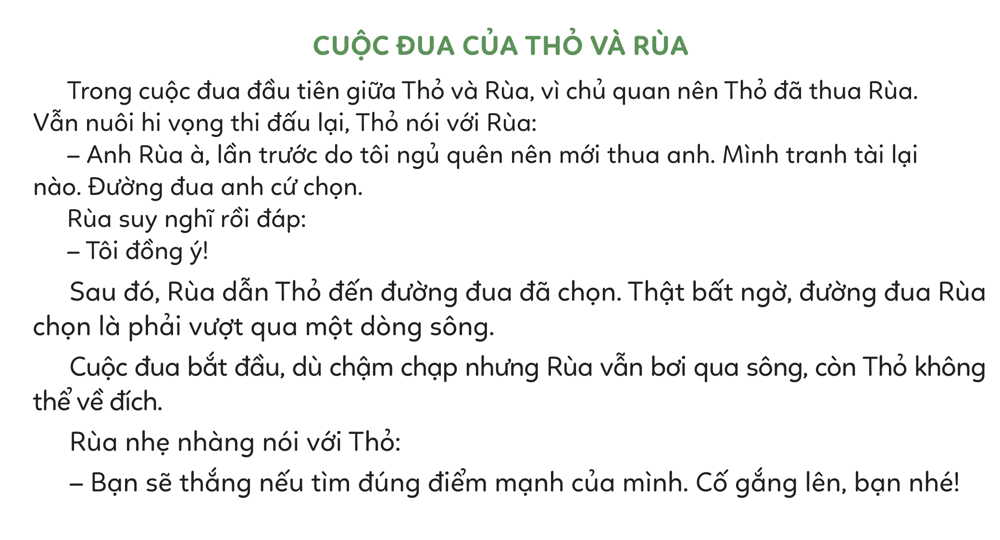 CUỘC ĐUA CỦA THỎ VÀ RÙA
Trong cuộc đua đầu tiên giữa Thỏ và Rùa, vì chủ quan nên Thỏ đã thua Rùa.
Vẫn nuôi hi vọng thi đấu lại, Thỏ nói với Rùa:
– Anh Rùa à, lần trước do tôi ngủ quên nên mới thua anh. Mình tranh tài lại
nào. Đường đua anh cứ chọn.
Rùa suy nghĩ rồi đáp:
– Tôi đồng ý!
Sau đó, Rùa dẫn Thỏ đến đường đua đã chọn. Thật bất ngờ, đường đua Rùa
chọn là phải vượt qua một dòng sông.
Cuộc đua bắt đầu, dù chậm chạp nhưng Rùa vẫn bơi qua sông, còn Thỏ không
thể về đích.
Rùa nhẹ nhàng nói với Thỏ:
– Bạn sẽ thắng nếu tìm đúng điểm mạnh của mình. Cố gắng lên, bạn nhé!